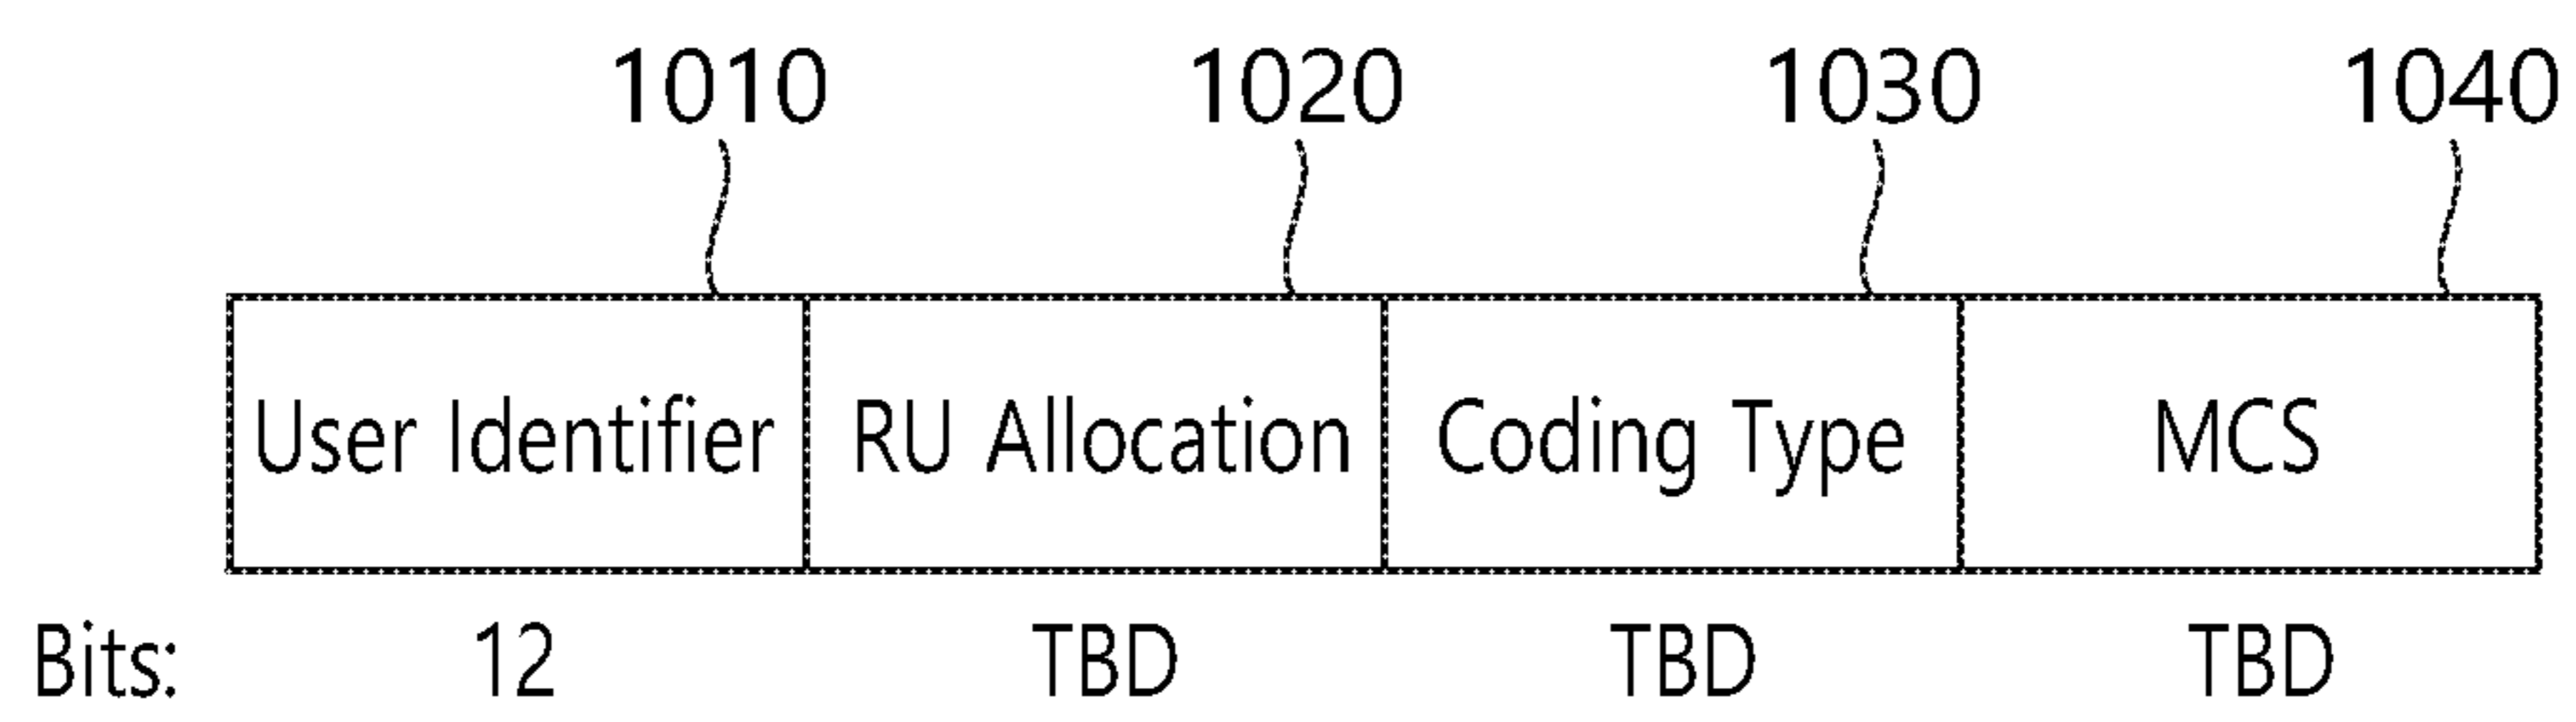 1010 1020 1030 1040
User Identifier RU Allocation Coding Type MCS
Bits: 12 TBD TBD TBD